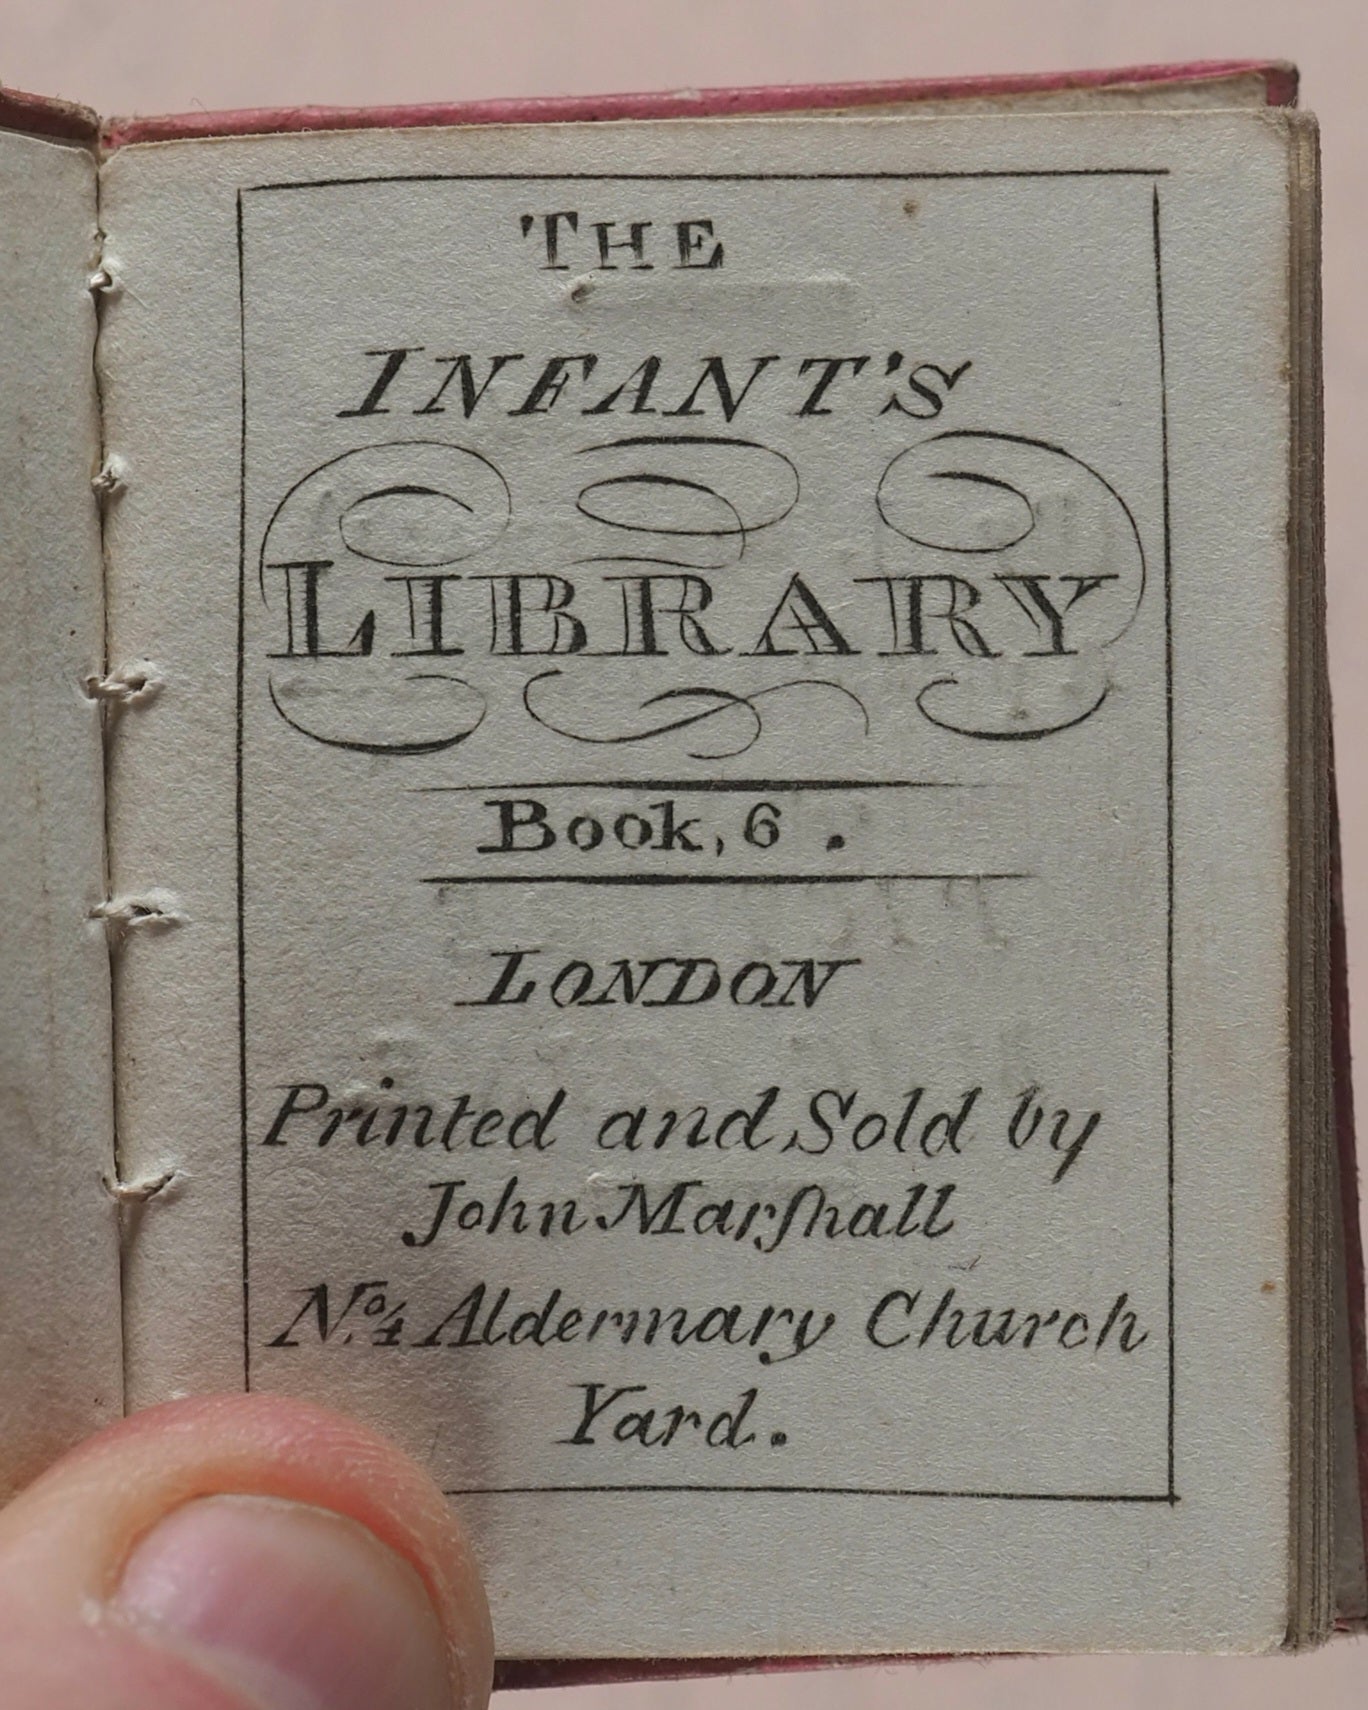 THE
INFANT'S
LIBRARY
Book, 6 .
LONDON
Printed and Sold by
John Marſhall
No. 4 Aldermary Church
Yard.